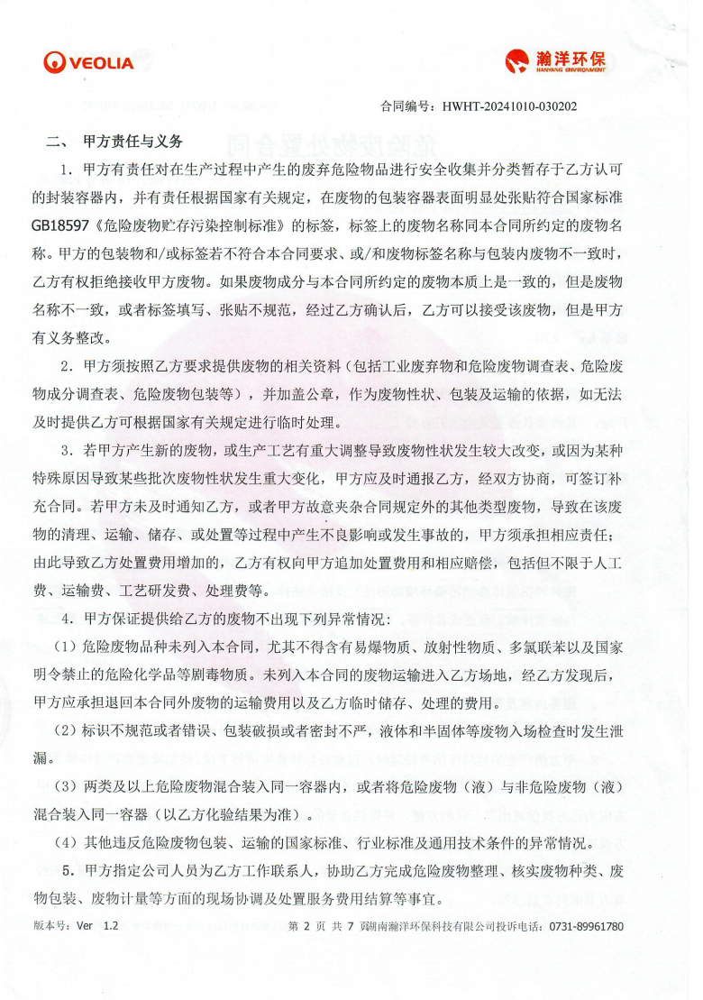 VEOLIA
瀚洋环保
HANYANG ENVIRONMENT
合同编号：HWHT-20241010-030202
二、 甲方责任与义务
1．甲方有责任对在生产过程中产生的废弃危险物品进行安全收集并分类暂存于乙方认可
的封装容器内，并有责任根据国家有关规定，在废物的包装容器表面明显处张贴符合国家标准
GB18597《危险废物贮存污染控制标准》的标签，标签上的废物名称同本合同所约定的废物名
称。甲方的包装物和/或标签若不符合本合同要求、或/和废物标签名称与包装内废物不一致时，
乙方有权拒绝接收甲方废物。如果废物成分与本合同所约定的废物本质上是一致的，但是废物
名称不一致，或者标签填写、张贴不规范，经过乙方确认后，乙方可以接受该废物，但是甲方
有义务整改。
2．甲方须按照乙方要求提供废物的相关资料（包括工业废弃物和危险废物调查表、危险废
物成分调查表、危险废物包装等），并加盖公章，作为废物性状、包装及运输的依据，如无法
及时提供乙方可根据国家有关规定进行临时处理。
3．若甲方产生新的废物，或生产工艺有重大调整导致废物性状发生较大改变，或因为某种
特殊原因导致某些批次废物性状发生重大变化，甲方应及时通报乙方，经双方协商，可签订补
充合同。若甲方未及时通知乙方，或者甲方故意夹杂合同规定外的其他类型废物，导致在该废
物的清理、运输、储存、或处置等过程中产生不良影响或发生事故的，甲方须承担相应责任；
由此导致乙方处置费用增加的，乙方有权向甲方追加处置费用和相应赔偿，包括但不限于人工
费、运输费、工艺研发费、处理费等。
4．甲方保证提供给乙方的废物不出现下列异常情况：
（1）危险废物品种未列入本合同，尤其不得含有易爆物质、放射性物质、多氯联苯以及国家
明令禁止的危险化学品等剧毒物质。未列入本合同的废物运输进入乙方场地，经乙方发现后，
甲方应承担退回本合同外废物的运输费用以及乙方临时储存、处理的费用。
（2）标识不规范或者错误、包装破损或者密封不严，液体和半固体等废物入场检查时发生泄
漏。
（3）两类及以上危险废物混合装入同一容器内，或者将危险废物（液）与非危险废物（液）
混合装入同一容器（以乙方化验结果为准）。
（4）其他违反危险废物包装、运输的国家标准、行业标准及通用技术条件的异常情况。
5．甲方指定公司人员为乙方工作联系人，协助乙方完成危险废物整理、核实废物种类、废
物包装、废物计量等方面的现场协调及处置服务费用结算等事宜。
版本号：Ver 1.2 第 2 页 共 7 页湖南瀚洋环保科技有限公司投诉电话：0731-89961780